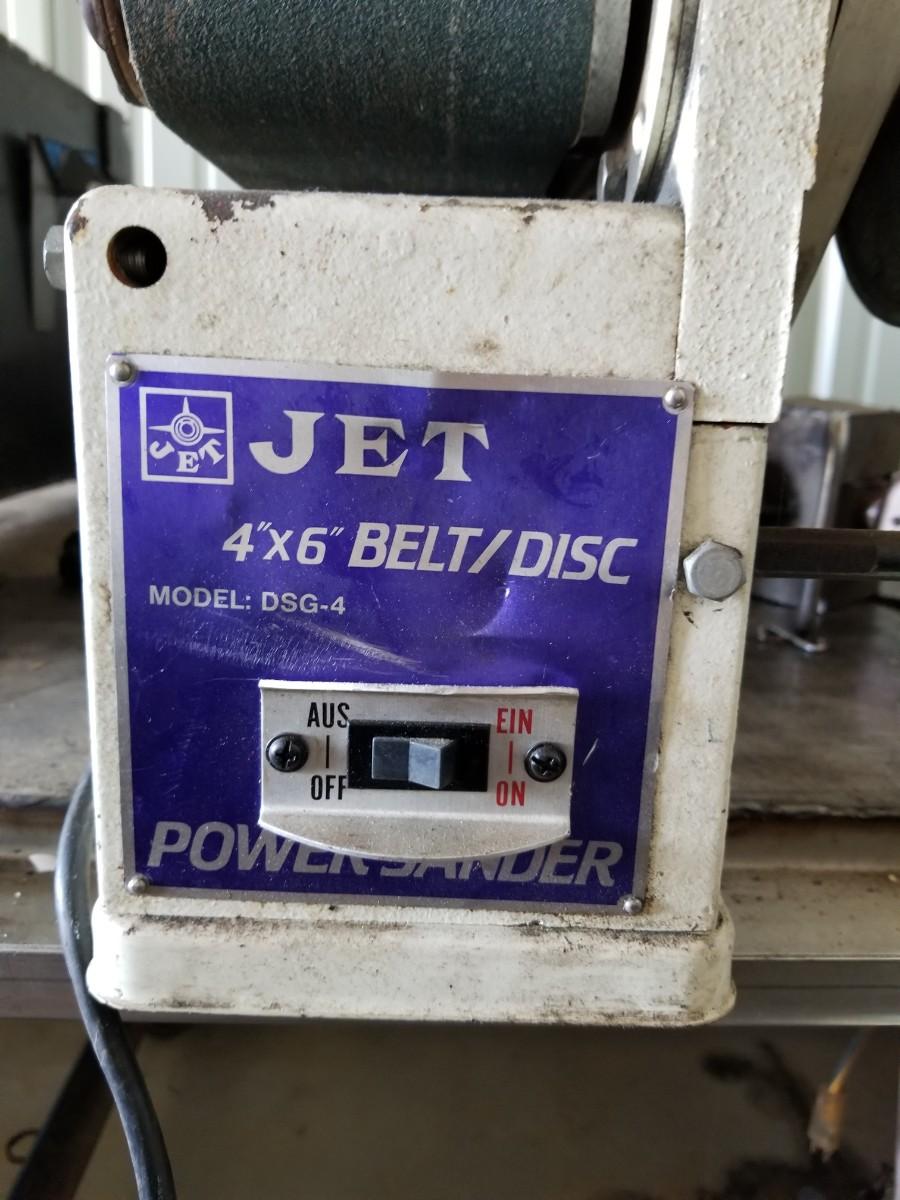 JET
JET
4"X6" BELT/DISC
MODEL: DSG-4
AUS EIN
OFF ON
POWER SANDER